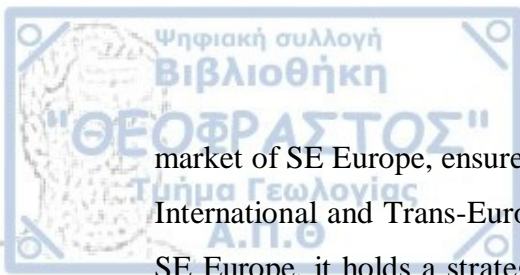 Ψηφιακή συλλογή
Βιβλιοθήκη
"ΘΕΟΦΡΑΣΤΟΣ"
market of SE Europe, ensure
Τμήμα Γεωλογίας
International and Trans-Euro
Α.Π.Θ
SE Europe, it holds a strateg